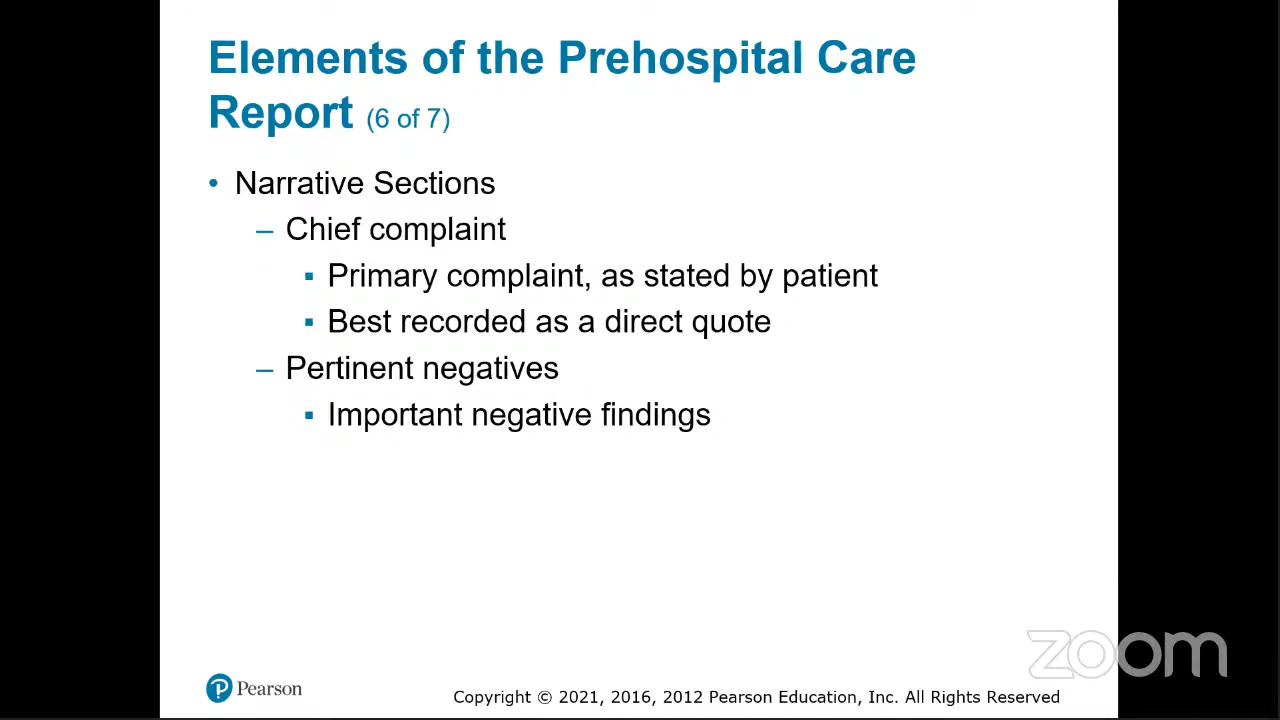 Elements of the Prehospital Care
Report (6 of 7)
• Narrative Sections
– Chief complaint
▪ Primary complaint, as stated by patient
▪ Best recorded as a direct quote
– Pertinent negatives
▪ Important negative findings
zoom
Pearson
Copyright © 2021, 2016, 2012 Pearson Education, Inc. All Rights Reserved